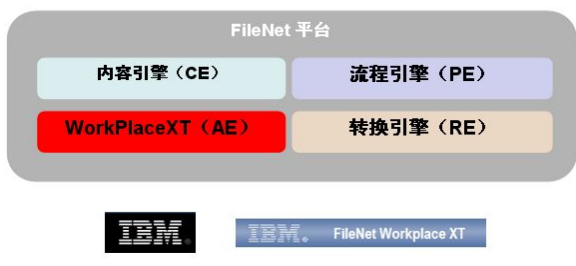 FileNet 平台
内容引擎（CE）
流程引擎（PE）
WorkPlaceXT（AE）
转换引擎（RE）
IBM®
IBM® FileNet Workplace XT